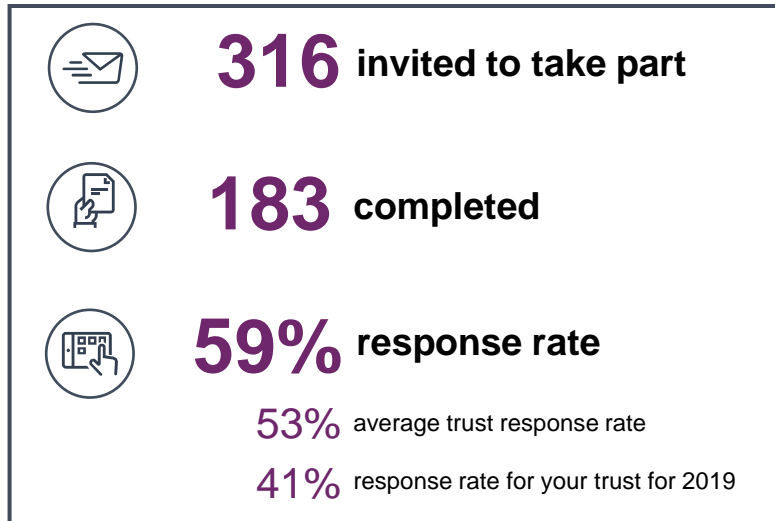 316 invited to take part
183 completed
59% response rate
53% average trust response rate
41% response rate for your trust for 2019